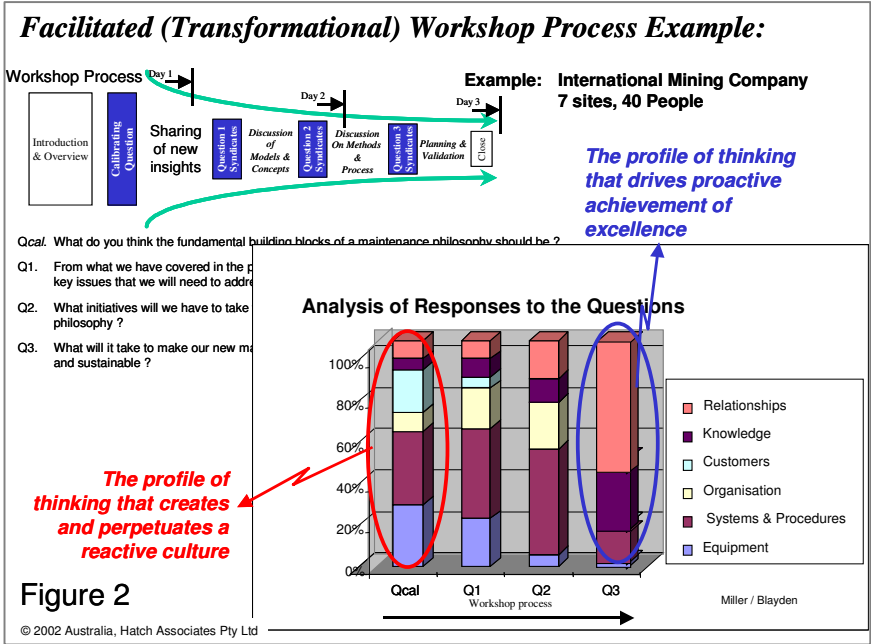 Facilitated (Transformational) Workshop Process Example:
Workshop Process
Day 1
Day 2
Day 3
Example: International Mining Company
7 sites, 40 People
Introduction
& Overview
Calibrating
Question
Sharing
of new
insights
Question 1
Syndicates
Discussion
of
Models &
Concepts
Question 2
Syndicates
Discussion
On Methods
&
Process
Question 3
Syndicates
Planning &
Validation
Close
The profile of thinking
that drives proactive
achievement of
excellence
Qcal. What do you think the fundamental building blocks of a maintenance philosophy should be ?
Q1. From what we have covered in the
key issues that we will need to
Q2. What initiatives will we have to take
philosophy ?
Q3. What will it take to make our new
and sustainable ?
Analysis of Responses to the Questions
100%
80%
60%
40%
20%
0%
Qcal Q1 Q2 Q3
Workshop process
Relationships
Knowledge
Customers
Organisation
Systems & Procedures
Equipment
The profile of
thinking that creates
and perpetuates a
reactive culture
Figure 2
Miller / Blayden
© 2002 Australia, Hatch Associates Pty Ltd